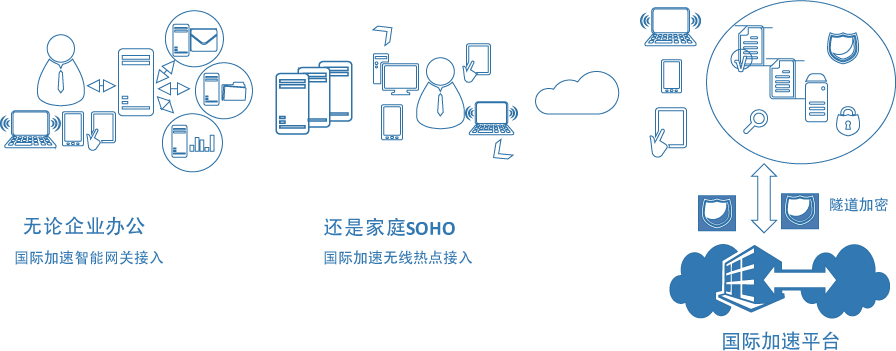 无论企业办公
国际加速智能网关接入
还是家庭SOHO
国际加速无线热点接入
隧道加密
国际加速平台